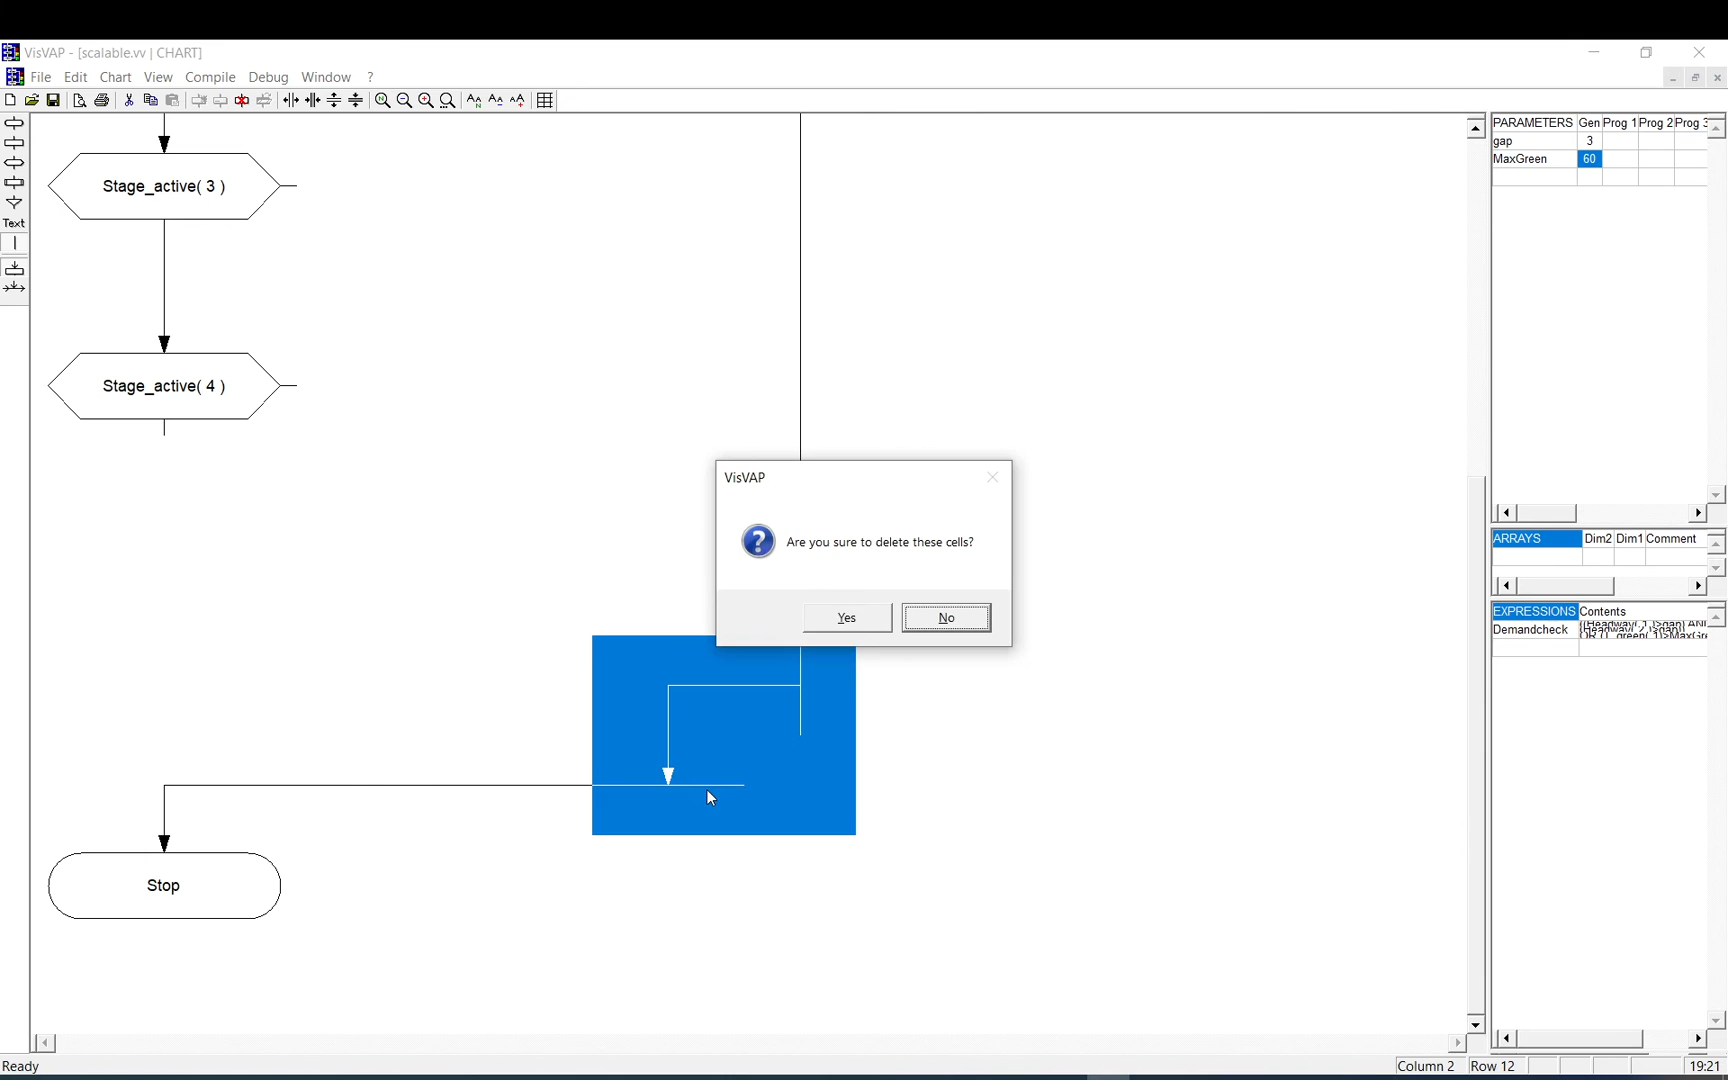 VisVAP - [scalable.vv | CHART]
File Edit Chart View Compile Debug Window ?
Text
Stage_active( 3 )
Stage_active( 4 )
Stop
VisVAP
Are you sure to delete these cells?
Yes No
PARAMETERS Gen Prog 1 Prog 2 Prog 3
gap 3
MaxGreen 60
ARRAYS Dim2 Dim1 Comment
EXPRESSIONS Contents
Demandcheck
Ready Column 2 Row 12 19:21